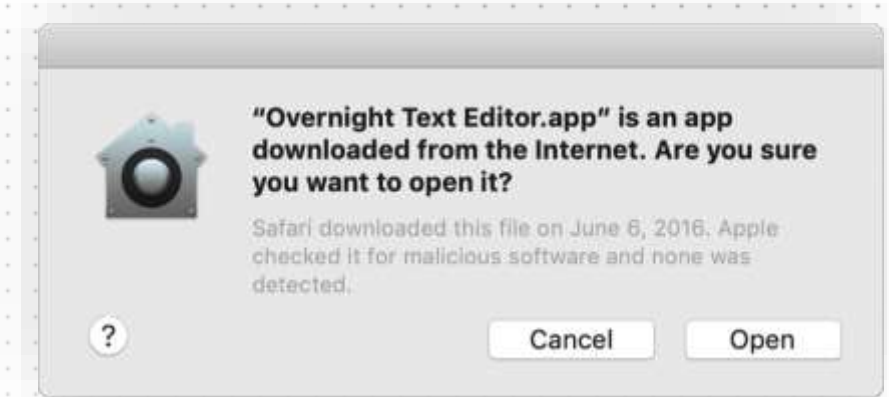 “Overnight Text Editor.app” is an app
downloaded from the Internet. Are you sure
you want to open it?
Safari downloaded this file on June 6, 2016. Apple
checked it for malicious software and none was
detected.
?
Cancel
Open